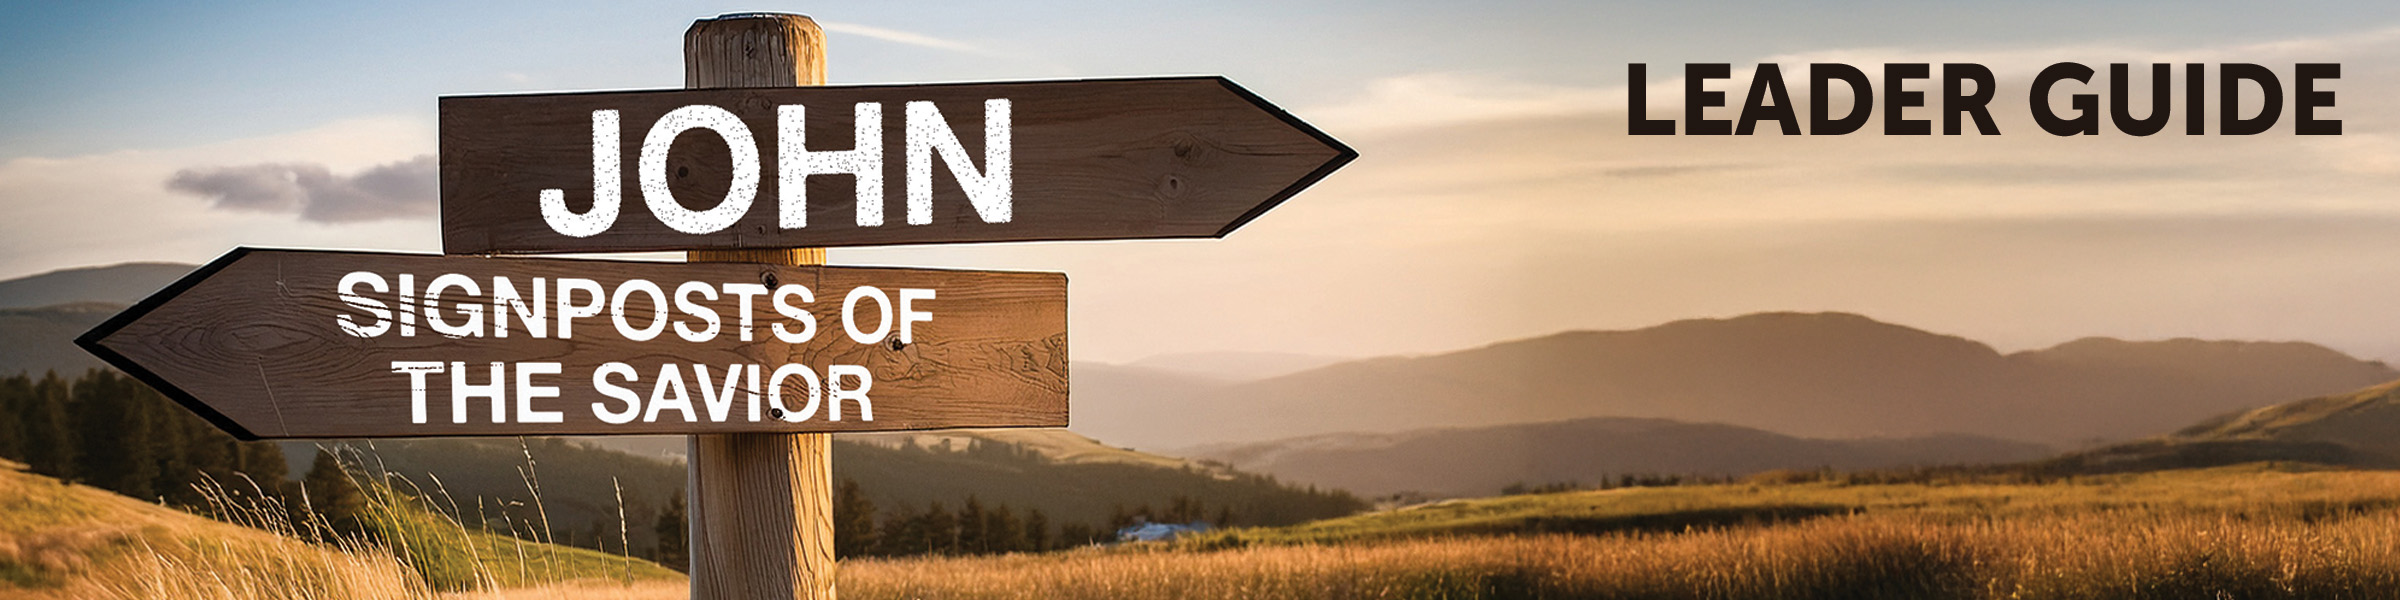 JOHN
SIGNPOSTS OF
THE SAVIOR
LEADER GUIDE